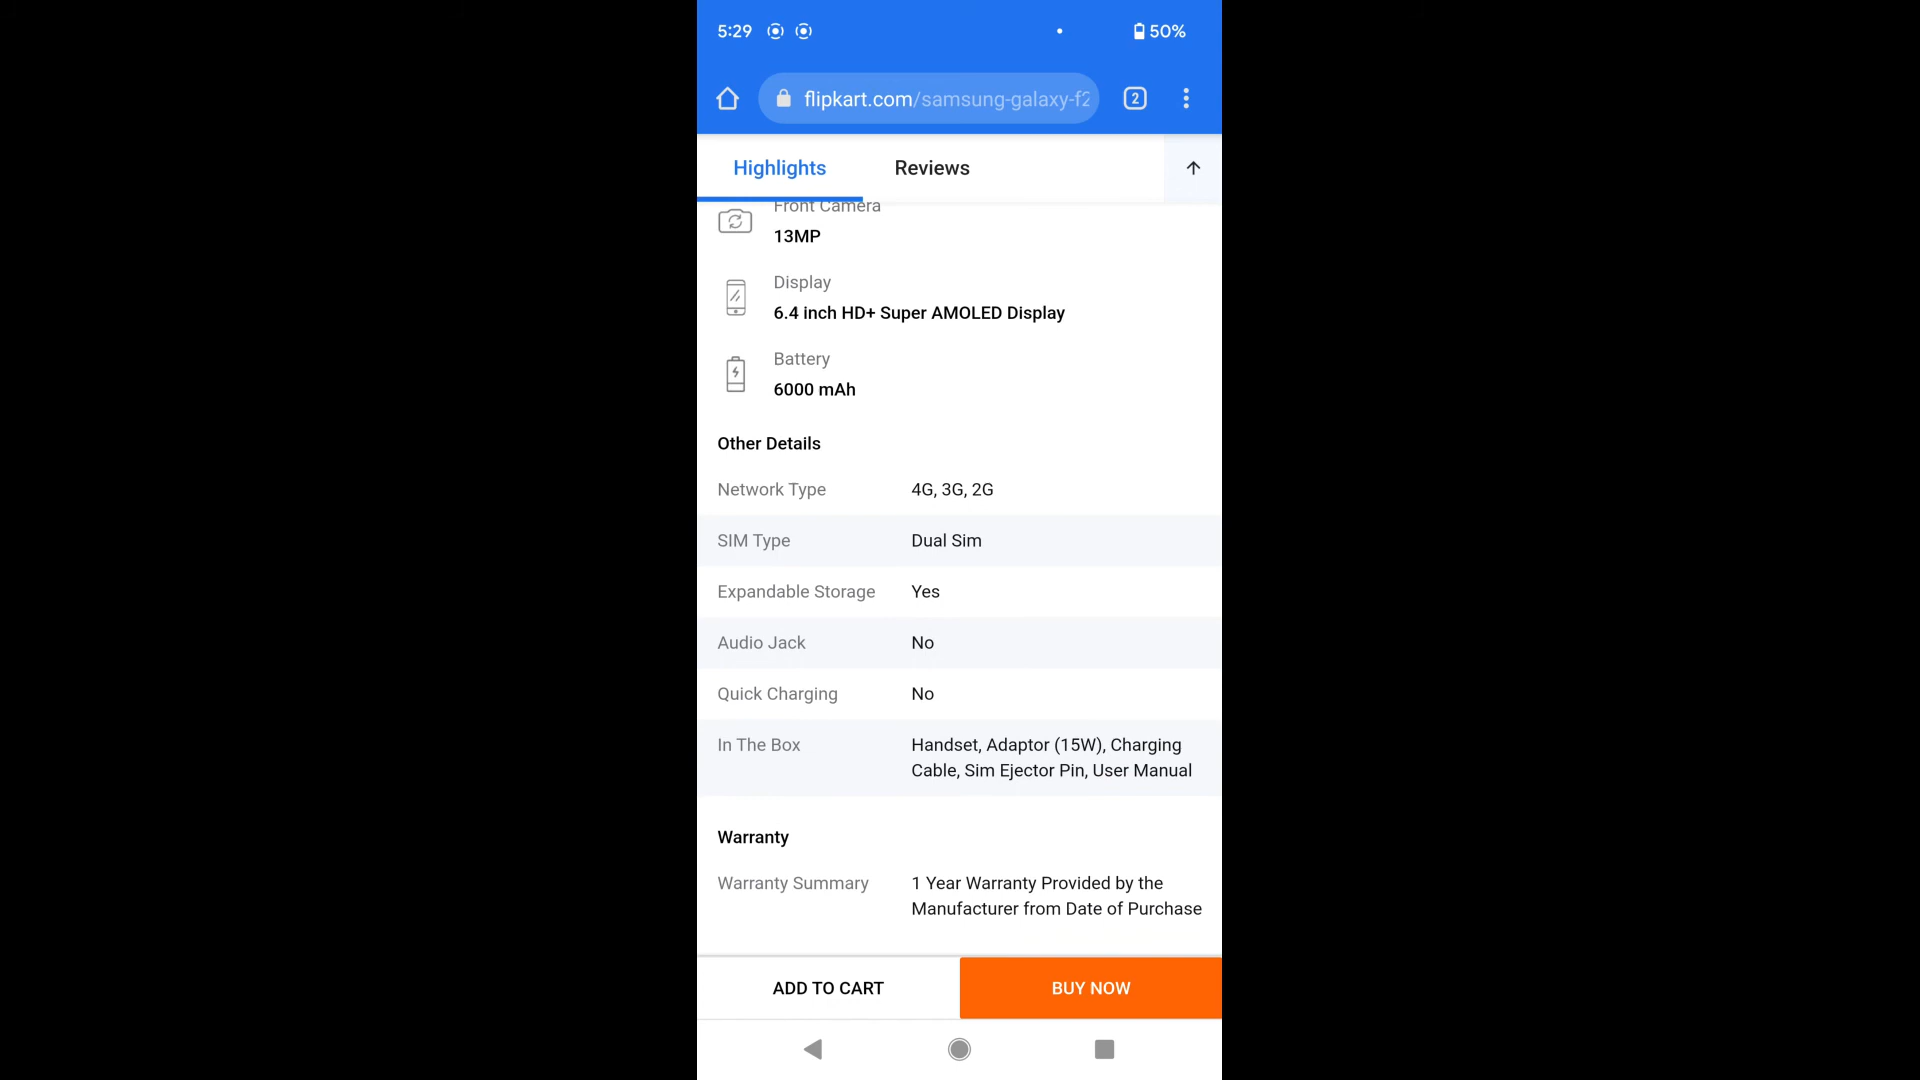 5:29 50%
flipkart.com/samsung-galaxy-f2
2
Highlights Reviews
Front Camera
13MP
Display
6.4 inch HD+ Super AMOLED Display
Battery
6000 mAh
Other Details
Network Type 4G, 3G, 2G
SIM Type Dual Sim
Expandable Storage Yes
Audio Jack No
Quick Charging No
In The Box Handset, Adaptor (15W), Charging
Cable, Sim Ejector Pin, User Manual
Warranty
Warranty Summary 1 Year Warranty Provided by the
Manufacturer from Date of Purchase
ADD TO CART BUY NOW